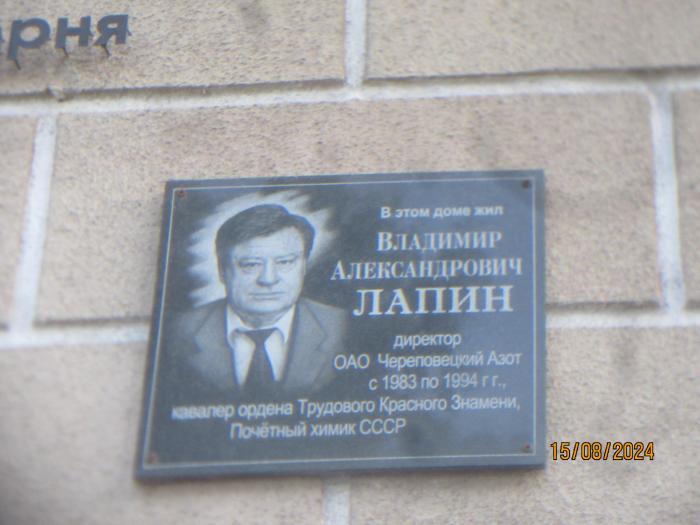 арня
В этом доме жил
ВЛАДИМИР
АЛЕКСАНДРОВИЧ
ЛАПИН
директор
ОАО Череповецкий Азот
с 1983 по 1994 г г.,
кавалер ордена Трудового Красного Знамени,
Почётный химик СССР
15/08/2024